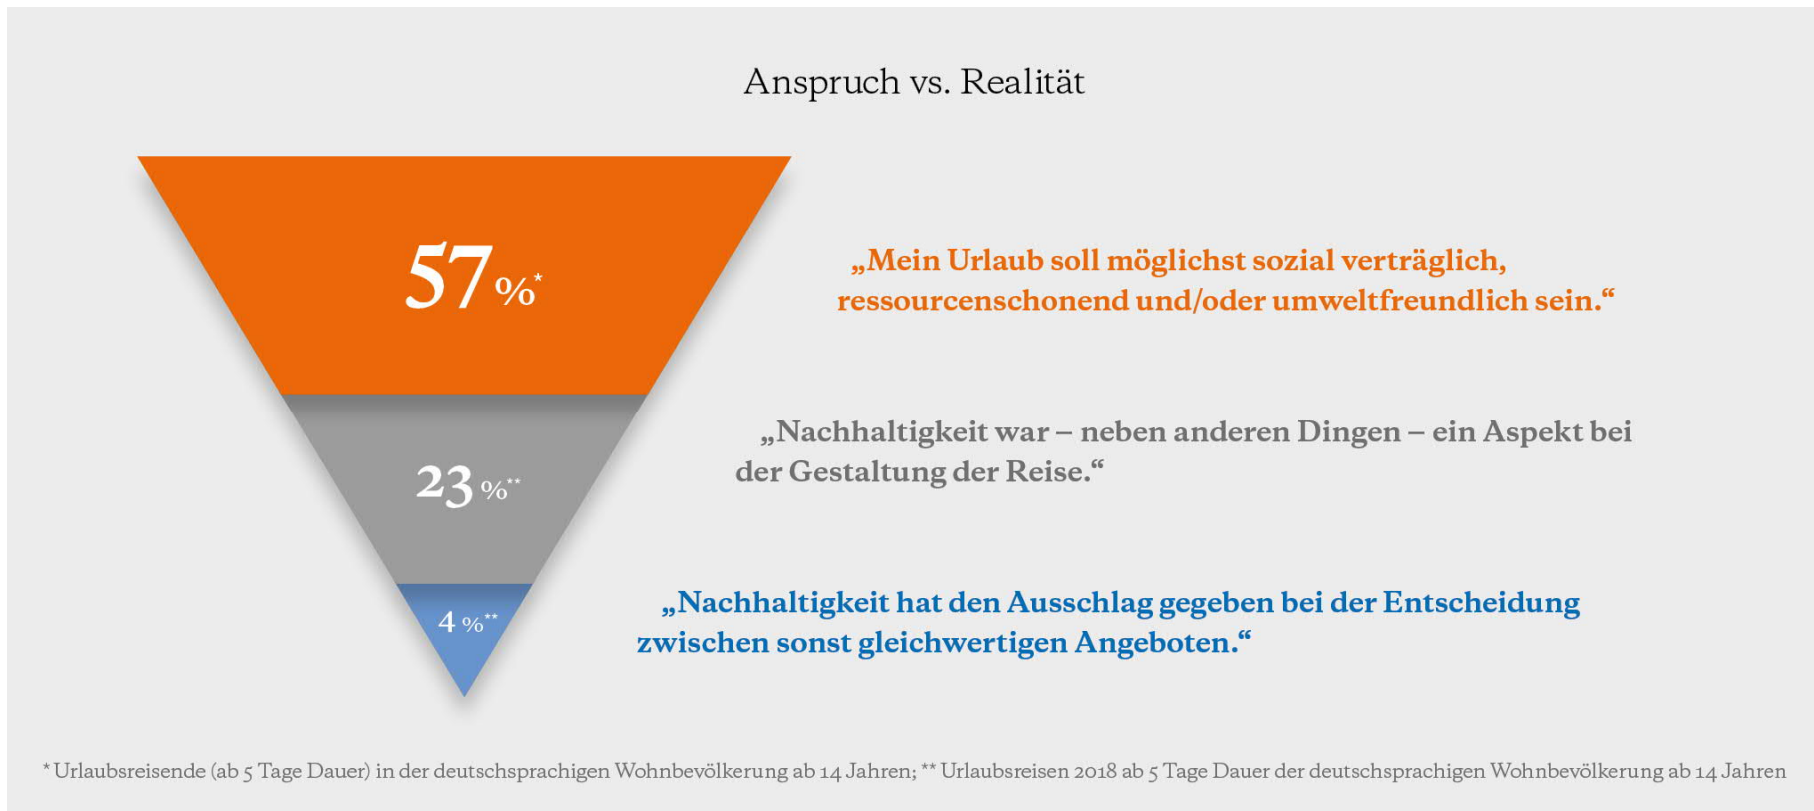 Anspruch vs. Realität
57 %*
„Mein Urlaub soll möglichst sozial verträglich,
ressourcenschonend und/oder umweltfreundlich sein.“
23 %**
„Nachhaltigkeit war – neben anderen Dingen – ein Aspekt bei
der Gestaltung der Reise.“
4 %**
„Nachhaltigkeit hat den Ausschlag gegeben bei der Entscheidung
zwischen sonst gleichwertigen Angeboten.“
* Urlaubsreisende (ab 5 Tage Dauer) in der deutschsprachigen Wohnbevölkerung ab 14 Jahren; ** Urlaubsreisen 2018 ab 5 Tage Dauer der deutschsprachigen Wohnbevölkerung ab 14 Jahren